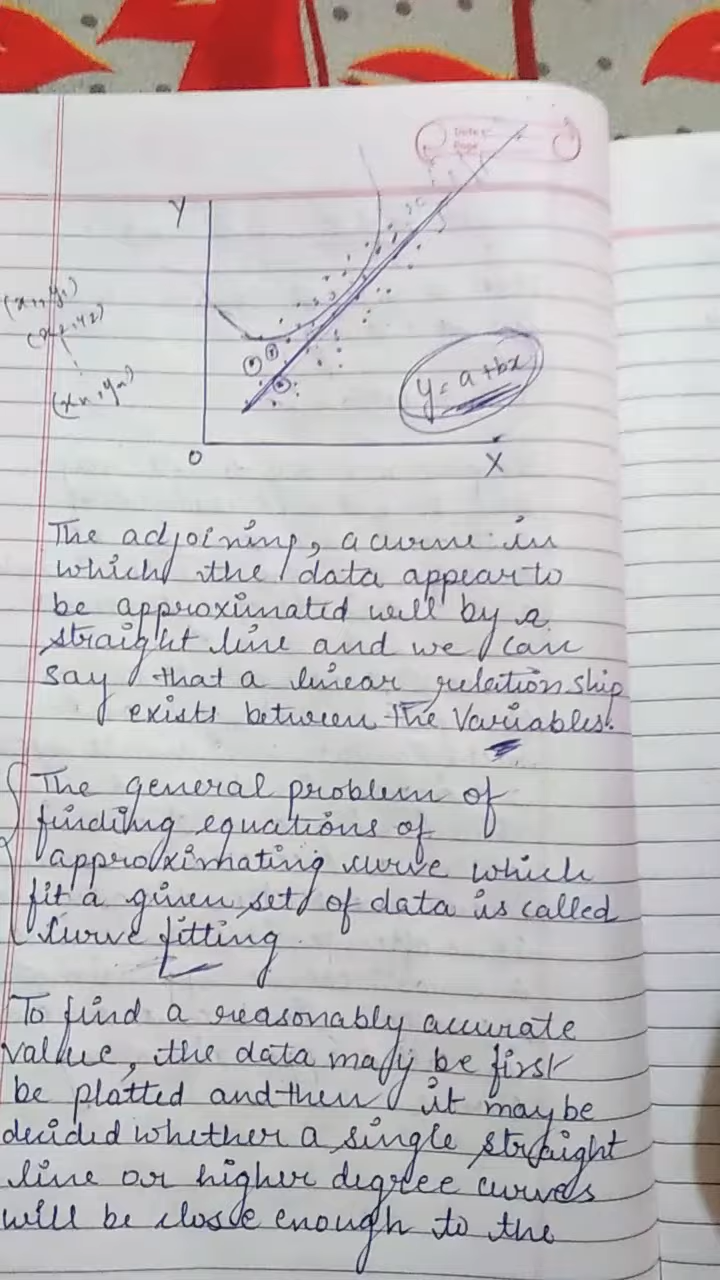 Date:
Page:
Y
(x₁, y₁)
(x₂, y₂)
(xₙ, yₙ)
y = a + bx
O
X
The adjoining, a curve in
which the data appear to
be approximated well by a
straight line and we can
say that a linear relationship
exists between the Variables.
The general problem of
finding equations of
approximating curve which
fit a given set of data is called
curve fitting.
To find a reasonably accurate
value, the data may be first
be platted and then it may be
decided whether a single straight
line or higher degree curves
will be close enough to the